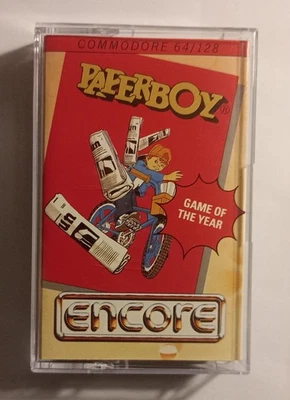 COMMODORE 64/128
PAPERBOY
GAME OF
THE YEAR
encore